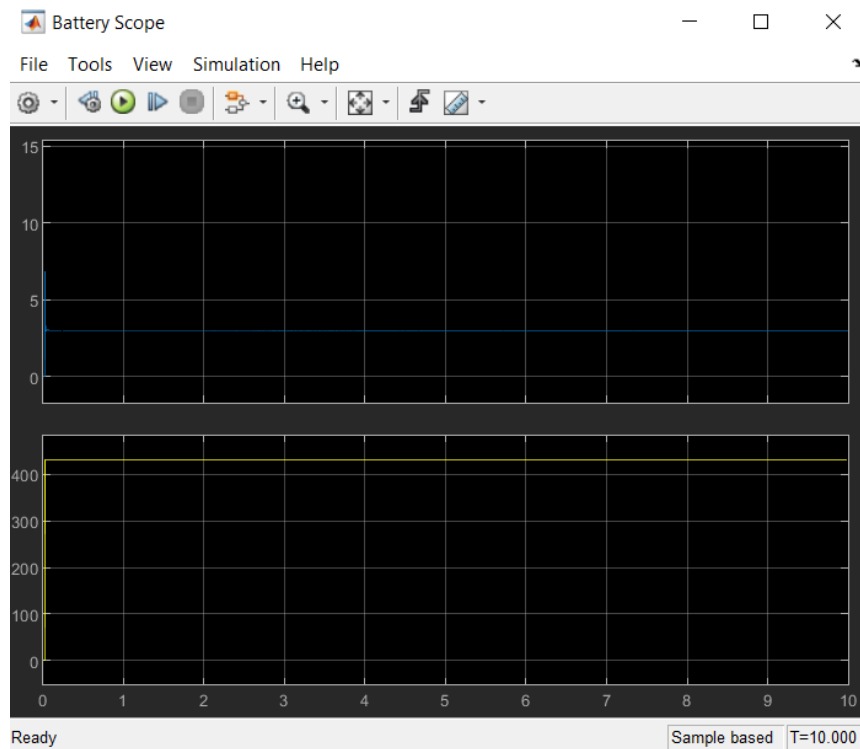 Battery Scope
File Tools View Simulation Help
15
10
5
0
400
300
200
100
0
0 1 2 3 4 5 6 7 8 9 10
Ready Sample based T=10.000